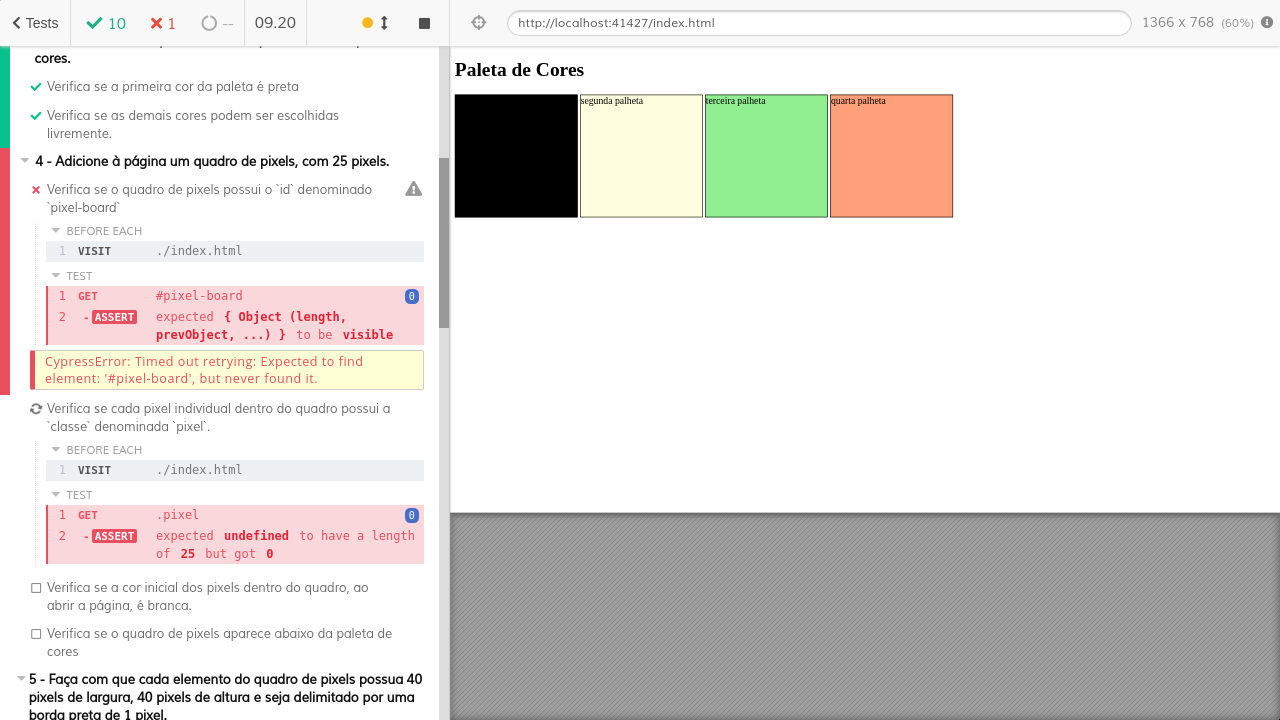 Tests
10
1
--
09.20
http://localhost:41427/index.html
1366 x 768 (60%)
cores.
Verifica se a primeira cor da paleta é preta
Verifica se as demais cores podem ser escolhidas
livremente.
4 - Adicione à página um quadro de pixels, com 25 pixels.
Verifica se o quadro de pixels possui o `id` denominado
`pixel-board`
BEFORE EACH
1 VISIT ./index.html
TEST
1 GET #pixel-board 0
2 - ASSERT expected { Object (length,
prevObject, ...) } to be visible
CypressError: Timed out retrying: Expected to find
element: '#pixel-board', but never found it.
Verifica se cada pixel individual dentro do quadro possui a
`classe` denominada `pixel`.
BEFORE EACH
1 VISIT ./index.html
TEST
1 GET .pixel 0
2 - ASSERT expected undefined to have a length
of 25 but got 0
Verifica se a cor inicial dos pixels dentro do quadro, ao
abrir a página, é branca.
Verifica se o quadro de pixels aparece abaixo da paleta de
cores
5 - Faça com que cada elemento do quadro de pixels possua 40
pixels de largura, 40 pixels de altura e seja delimitado por uma
borda preta de 1 pixel.
Paleta de Cores
segunda palheta
terceira palheta
quarta palheta